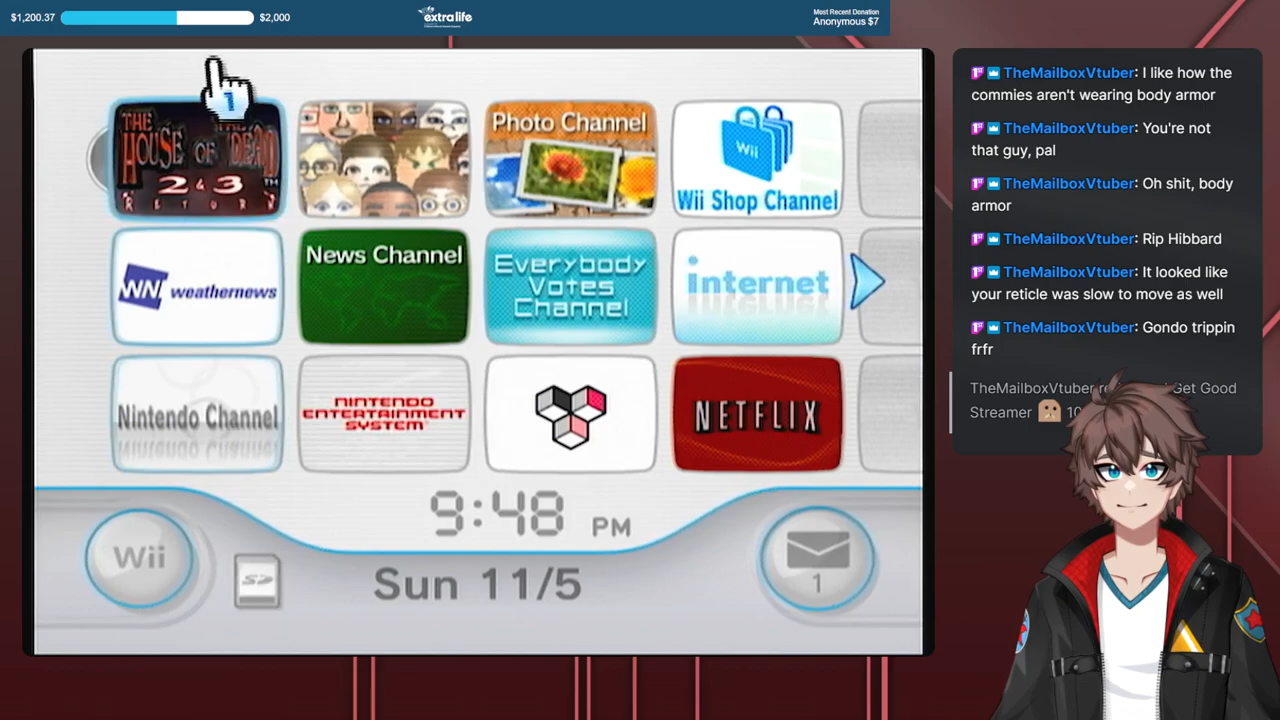 $1,200.37
$2,000
extralife
Most Recent Donation
Anonymous $7
1
THE HOUSE OF THE DEAD
2 & 3
RETURN
TM
Photo Channel
Wii
Wii Shop Channel
WN weathernews
News Channel
Everybody
Votes
Channel
internet
Nintendo Channel
NINTENDO
ENTERTAINMENT
SYSTEM
NETFLIX
9:48 PM
Wii
SD
Sun 11/5
1
TheMailboxVtuber: I like how the
commies aren't wearing body armor
TheMailboxVtuber: You're not
that guy, pal
TheMailboxVtuber: Oh shit, body
armor
TheMailboxVtuber: Rip Hibbard
TheMailboxVtuber: It looked like
your reticle was slow to move as well
TheMailboxVtuber: Gondo trippin
frfr
TheMailboxVtuber Get Good
Streamer 10